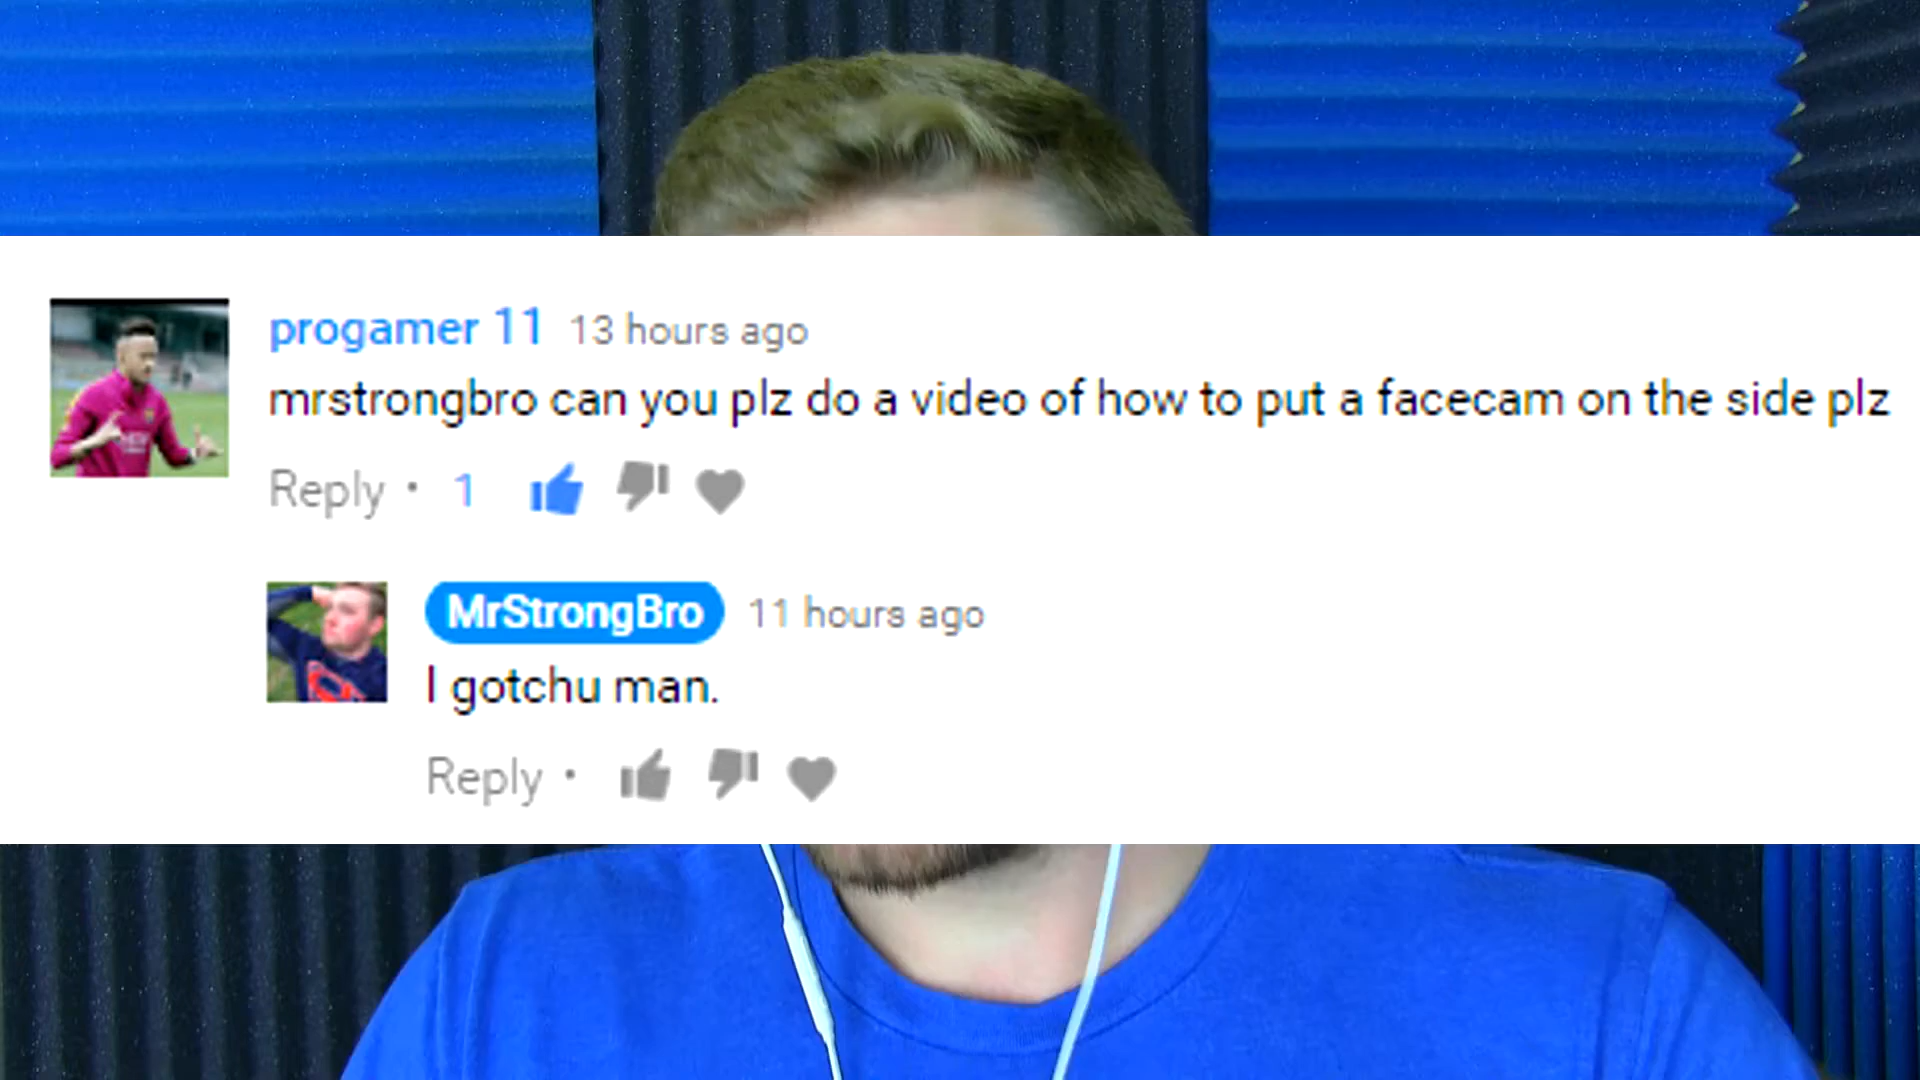 progamer 11 13 hours ago
mrstrongbro can you plz do a video of how to put a facecam on the side plz
Reply • 1
MrStrongBro 11 hours ago
I gotchu man.
Reply •